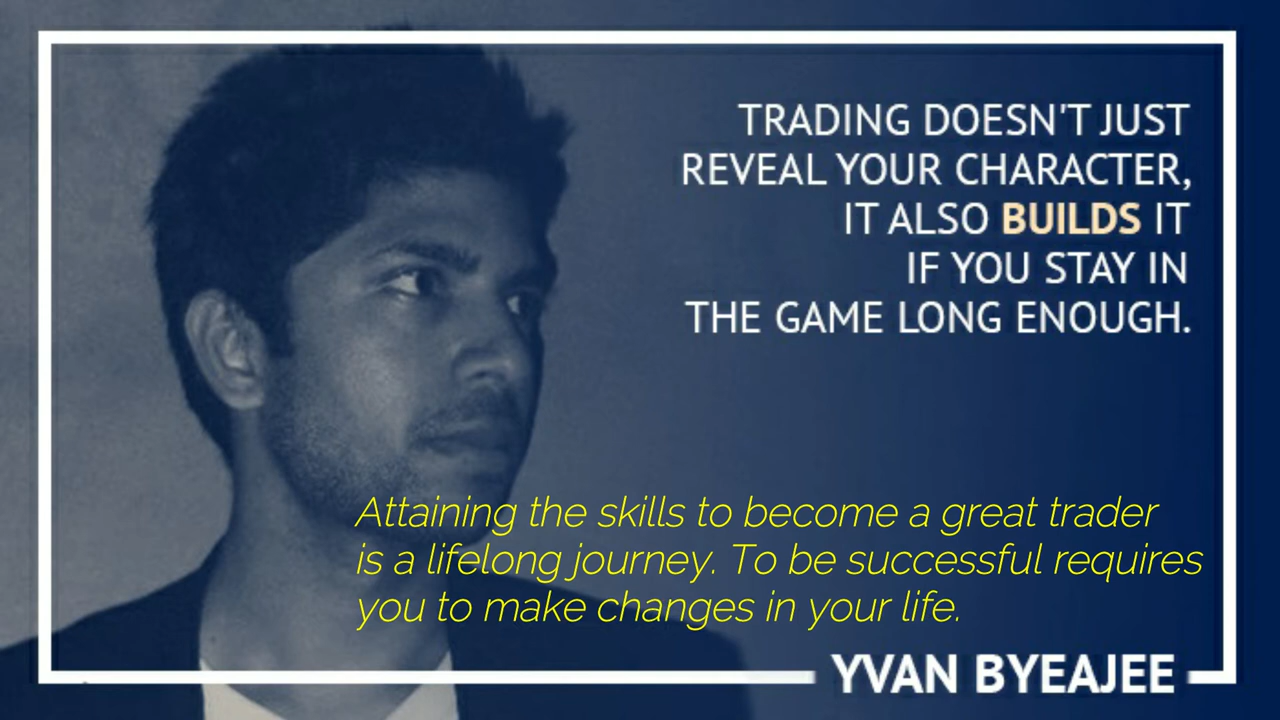 TRADING DOESN'T JUST
REVEAL YOUR CHARACTER,
IT ALSO BUILDS IT
IF YOU STAY IN
THE GAME LONG ENOUGH.
Attaining the skills to become a great trader
is a lifelong journey. To be successful requires
you to make changes in your life.
YVAN BYEAJEE